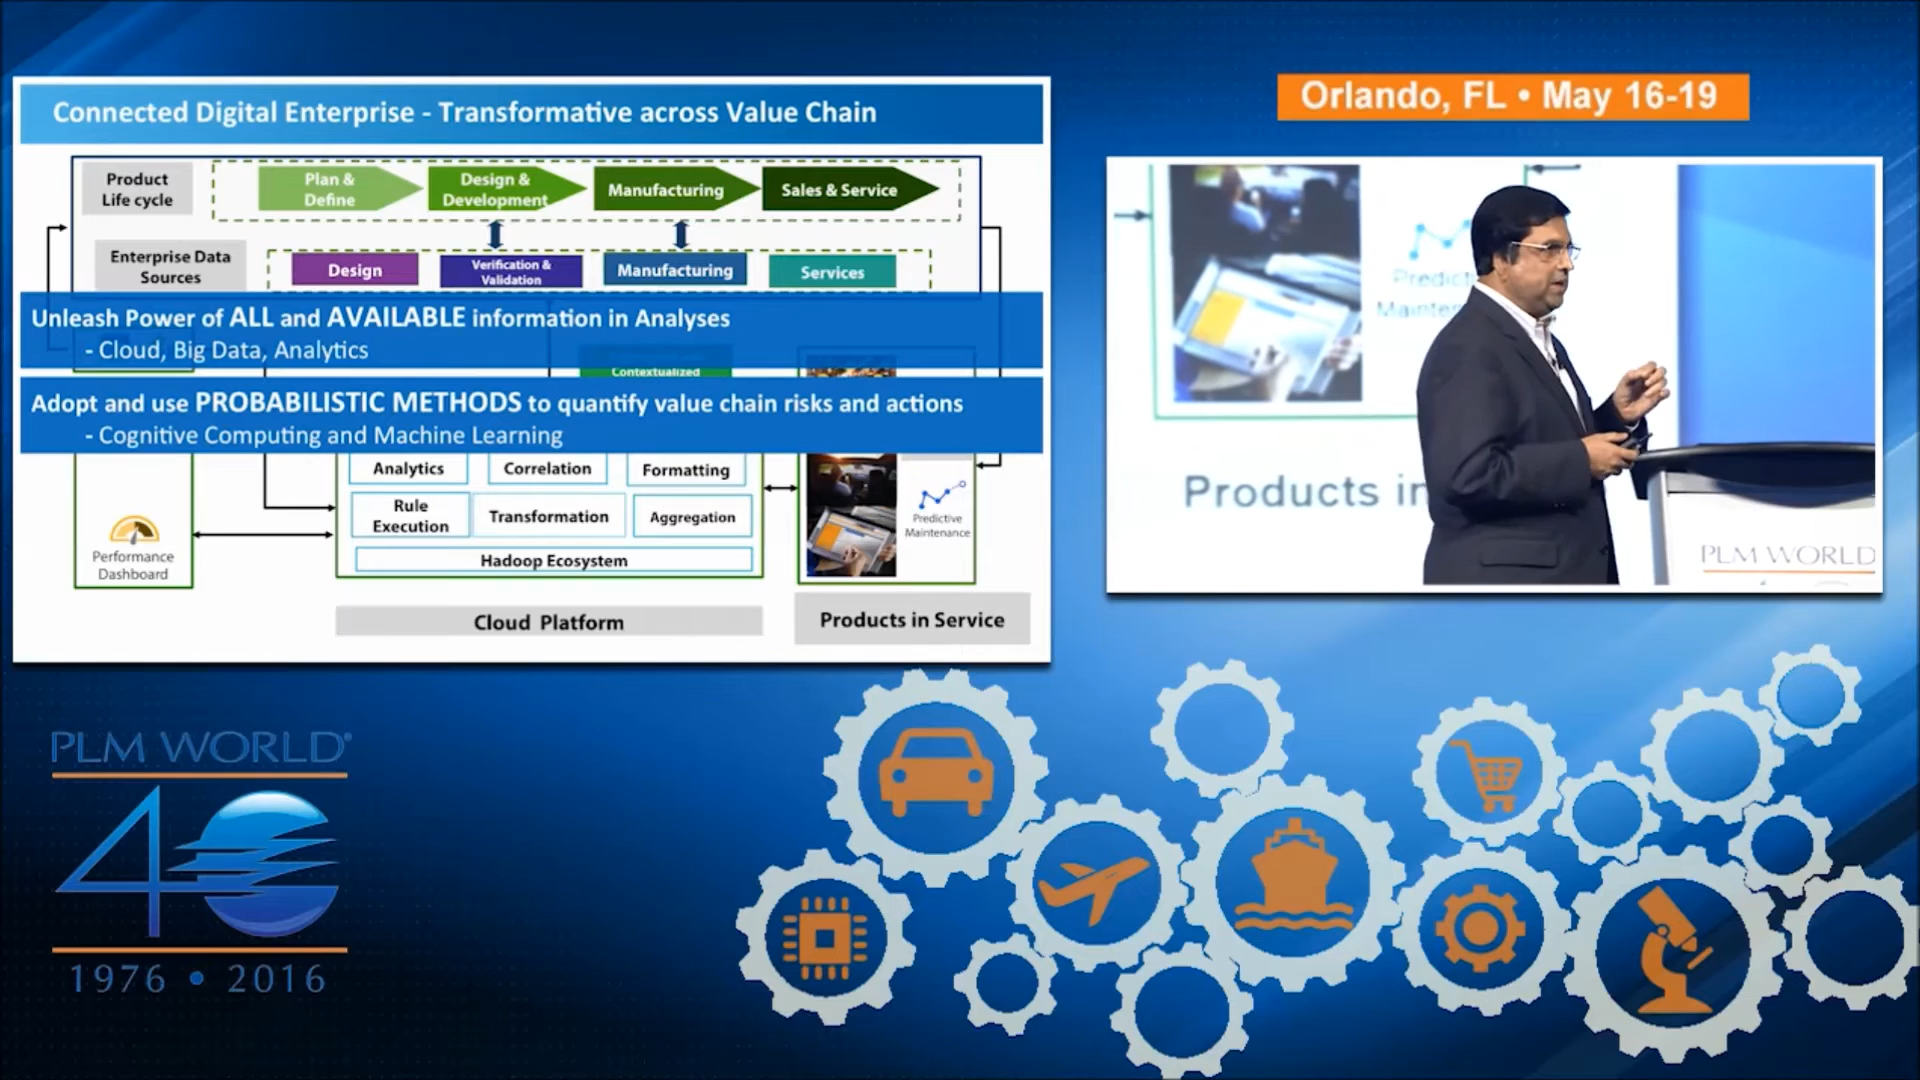 Connected Digital Enterprise - Transformative across Value Chain
Product
Life cycle
Plan &
Define
Design &
Development
Manufacturing
Sales & Service
Enterprise Data
Sources
Design
Verification &
Validation
Manufacturing
Services
Unleash Power of ALL and AVAILABLE information in Analyses
- Cloud, Big Data, Analytics
Contextualized
Adopt and use PROBABILISTIC METHODS to quantify value chain risks and actions
- Cognitive Computing and Machine Learning
Analytics
Correlation
Formatting
Rule
Execution
Transformation
Aggregation
Hadoop Ecosystem
Performance
Dashboard
Predictive
Maintenance
Cloud Platform
Products in Service
Orlando, FL • May 16-19
Predict
Mainte
Products in
PLM WORLD
PLM WORLD®
40
1976 • 2016